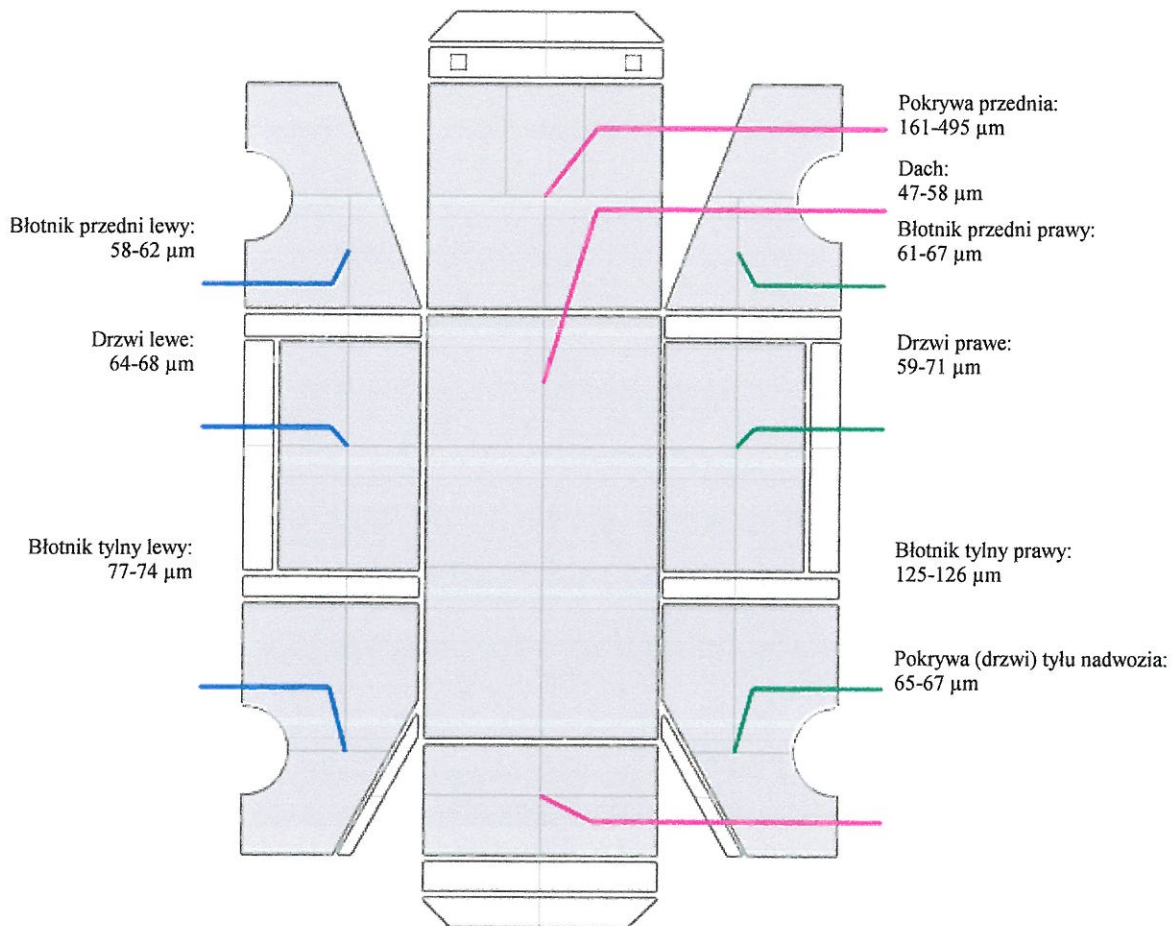 Pokrywa przednia:
161-495 µm
Dach:
47-58 µm
Błotnik przedni lewy:
58-62 µm
Błotnik przedni prawy:
61-67 µm
Drzwi lewe:
64-68 µm
Drzwi prawe:
59-71 µm
Błotnik tylny lewy:
77-74 µm
Błotnik tylny prawy:
125-126 µm
Pokrywa (drzwi) tyłu nadwozia:
65-67 µm